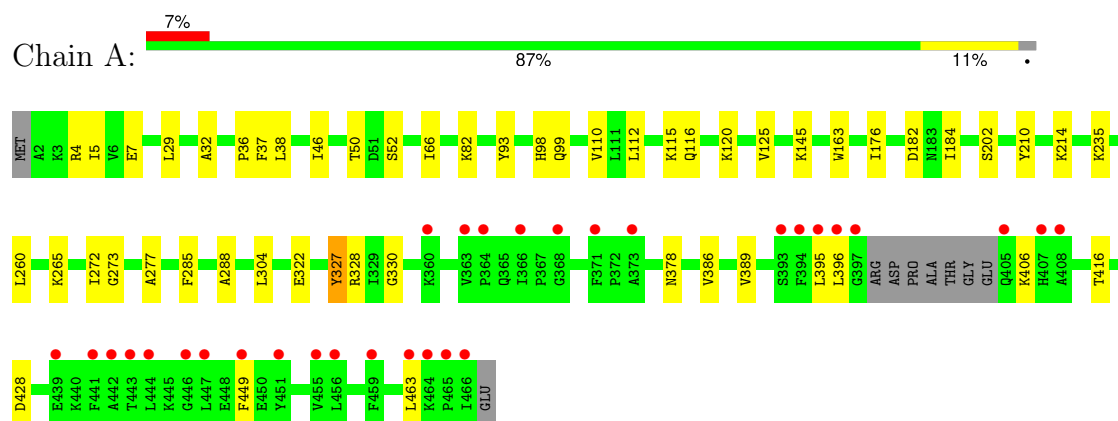 7%
Chain A:
87% 11% •
MET A2 K3 R4 I5 V6 E7 L29 A32 P36 F37 L38 I46 T50 D51 S52 I66 K82 Y93 H98 Q99 V110 L111 L112 K115 Q116 K120 V125 K145 W163 I176 D182 N183 I184 S202 Y210 K214 K235
L260 K265 I272 G273 A277 F285 A288 L304 E322 Y327 R328 I329 G330 K360 V363 P364 Q365 I366 P367 G368 F371 P372 A373 N378 V386 V389 S393 F394 L395 L396 G397 ARG ASP PRO ALA THR GLY GLU Q405 K406 H407 A408 T416
D428 E439 K440 F441 A442 T443 L444 K445 G446 L447 E448 F449 E450 Y451 V455 L456 F459 L463 K464 P465 I466 GLU